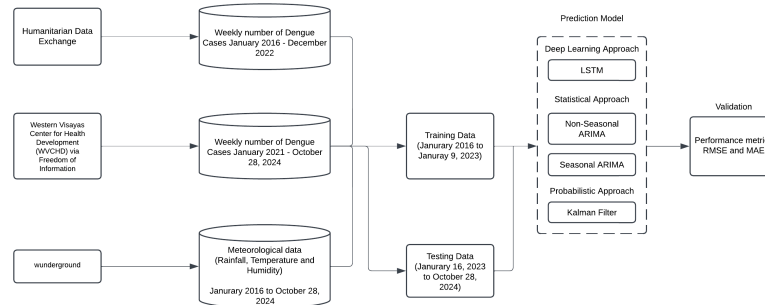 Humanitarian Data
Exchange
Weekly number of Dengue
Cases January 2016 - December
2022
Western Visayas
Center for Health
Development
(WVCHD) via
Freedom of
Information
Weekly number of Dengue
Cases January 2021 - October
28, 2024
wunderground
Meteorological data
(Rainfall, Temperature and
Humidity)
Janurary 2016 to October 28,
2024
Training Data
(Janurary 2016 to
Januray 9, 2023)
Testing Data
(Janurary 16, 2023
to October 28,
2024)
Prediction Model
Deep Learning Approach
LSTM
Statistical Approach
Non-Seasonal
ARIMA
Seasonal ARIMA
Probabilistic Approach
Kalman Filter
Validation
Performance metric
RMSE and MAE